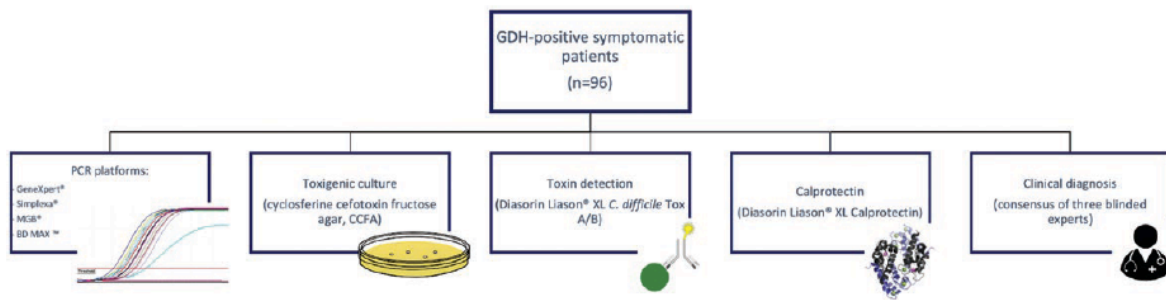 GDH-positive symptomatic
patients
(n=96)
PCR platforms:
- GeneXpert®
- Simplexa®
- MGB®
- BD MAX ™
Toxigenic culture
(cyclosferine cefotoxin fructose
agar, CCFA)
Toxin detection
(Diasorin Liason® XL C. difficile Tox
A/B)
Calprotectin
(Diasorin Liason® XL Calprotectin)
Clinical diagnosis
(consensus of three blinded
experts)